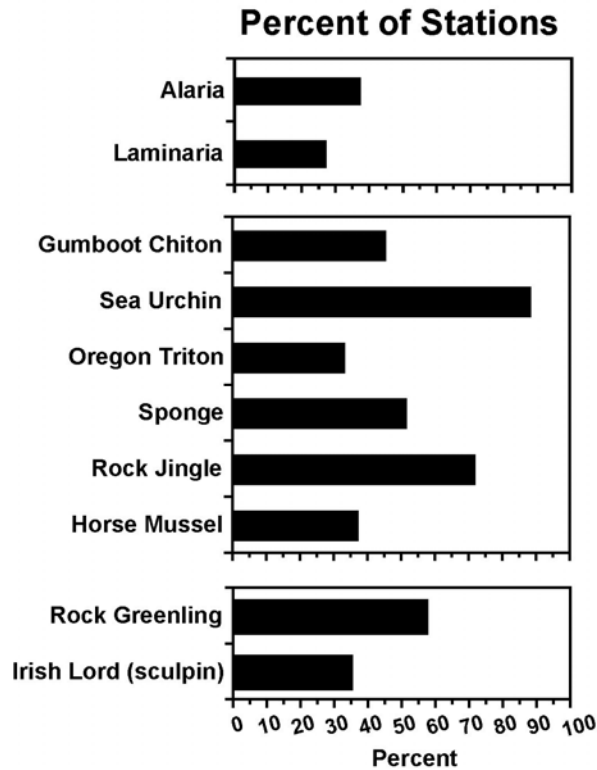 Percent of Stations
Alaria
Laminaria
Gumboot Chiton
Sea Urchin
Oregon Triton
Sponge
Rock Jingle
Horse Mussel
Rock Greenling
Irish Lord (sculpin)
0 10 20 30 40 50 60 70 80 90 100
Percent